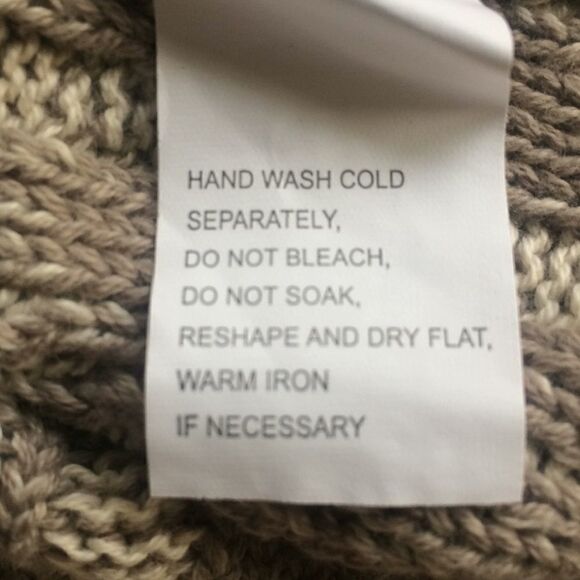 HAND WASH COLD
SEPARATELY,
DO NOT BLEACH,
DO NOT SOAK,
RESHAPE AND DRY FLAT,
WARM IRON
IF NECESSARY